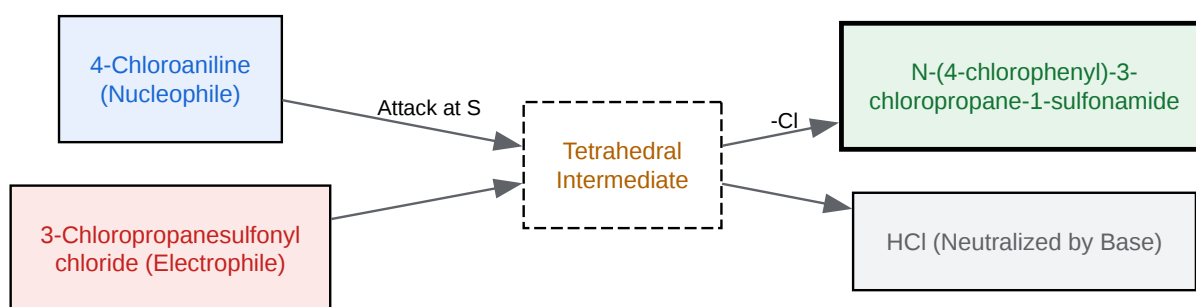 4-Chloroaniline
(Nucleophile)
3-Chloropropanesulfonyl
chloride (Electrophile)
Attack at S
Tetrahedral
Intermediate
-Cl
N-(4-chlorophenyl)-3-
chloropropane-1-sulfonamide
HCl (Neutralized by Base)